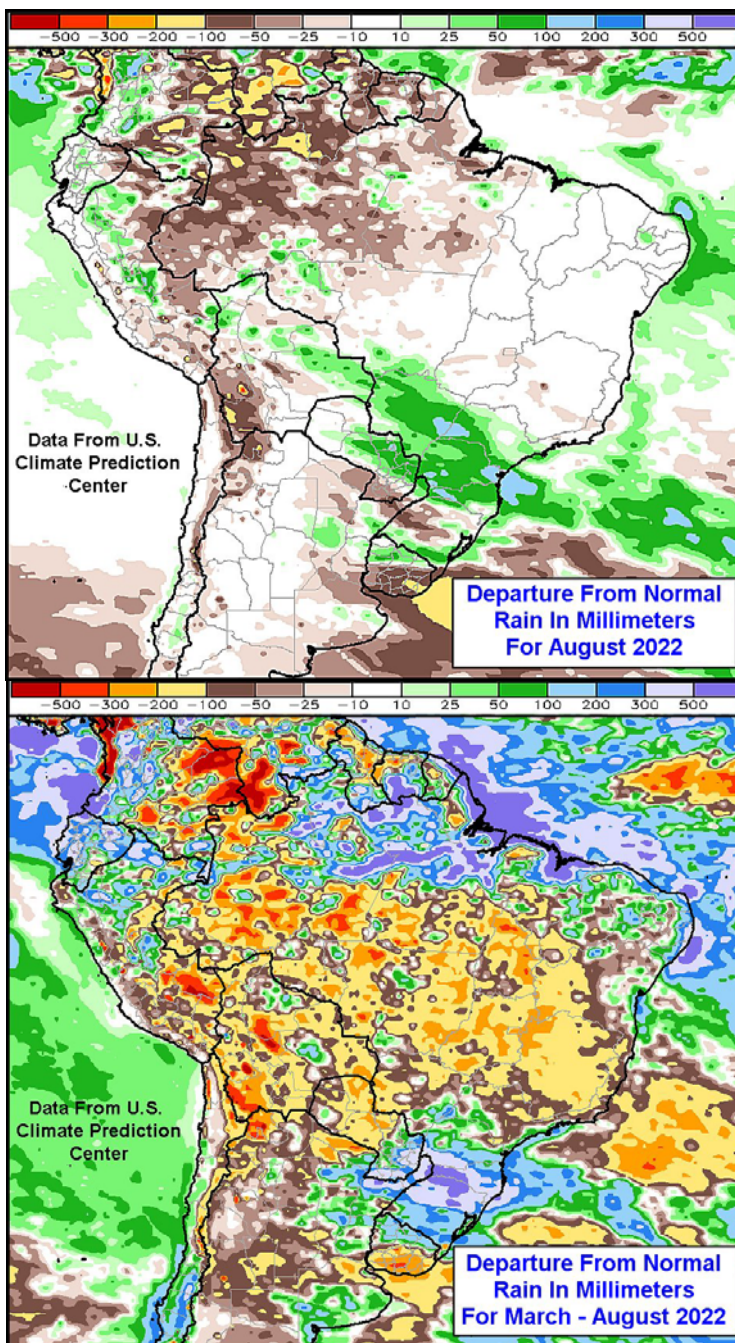 −500 −300 −200 −100 −50 −25 −10 10 25 50 100 200 300 500
Data From U.S.
Climate Prediction
Center
Departure From Normal
Rain In Millimeters
For August 2022
−500 −300 −200 −100 −50 −25 −10 10 25 50 100 200 300 500
Data From U.S.
Climate Prediction
Center
Departure From Normal
Rain In Millimeters
For March - August 2022